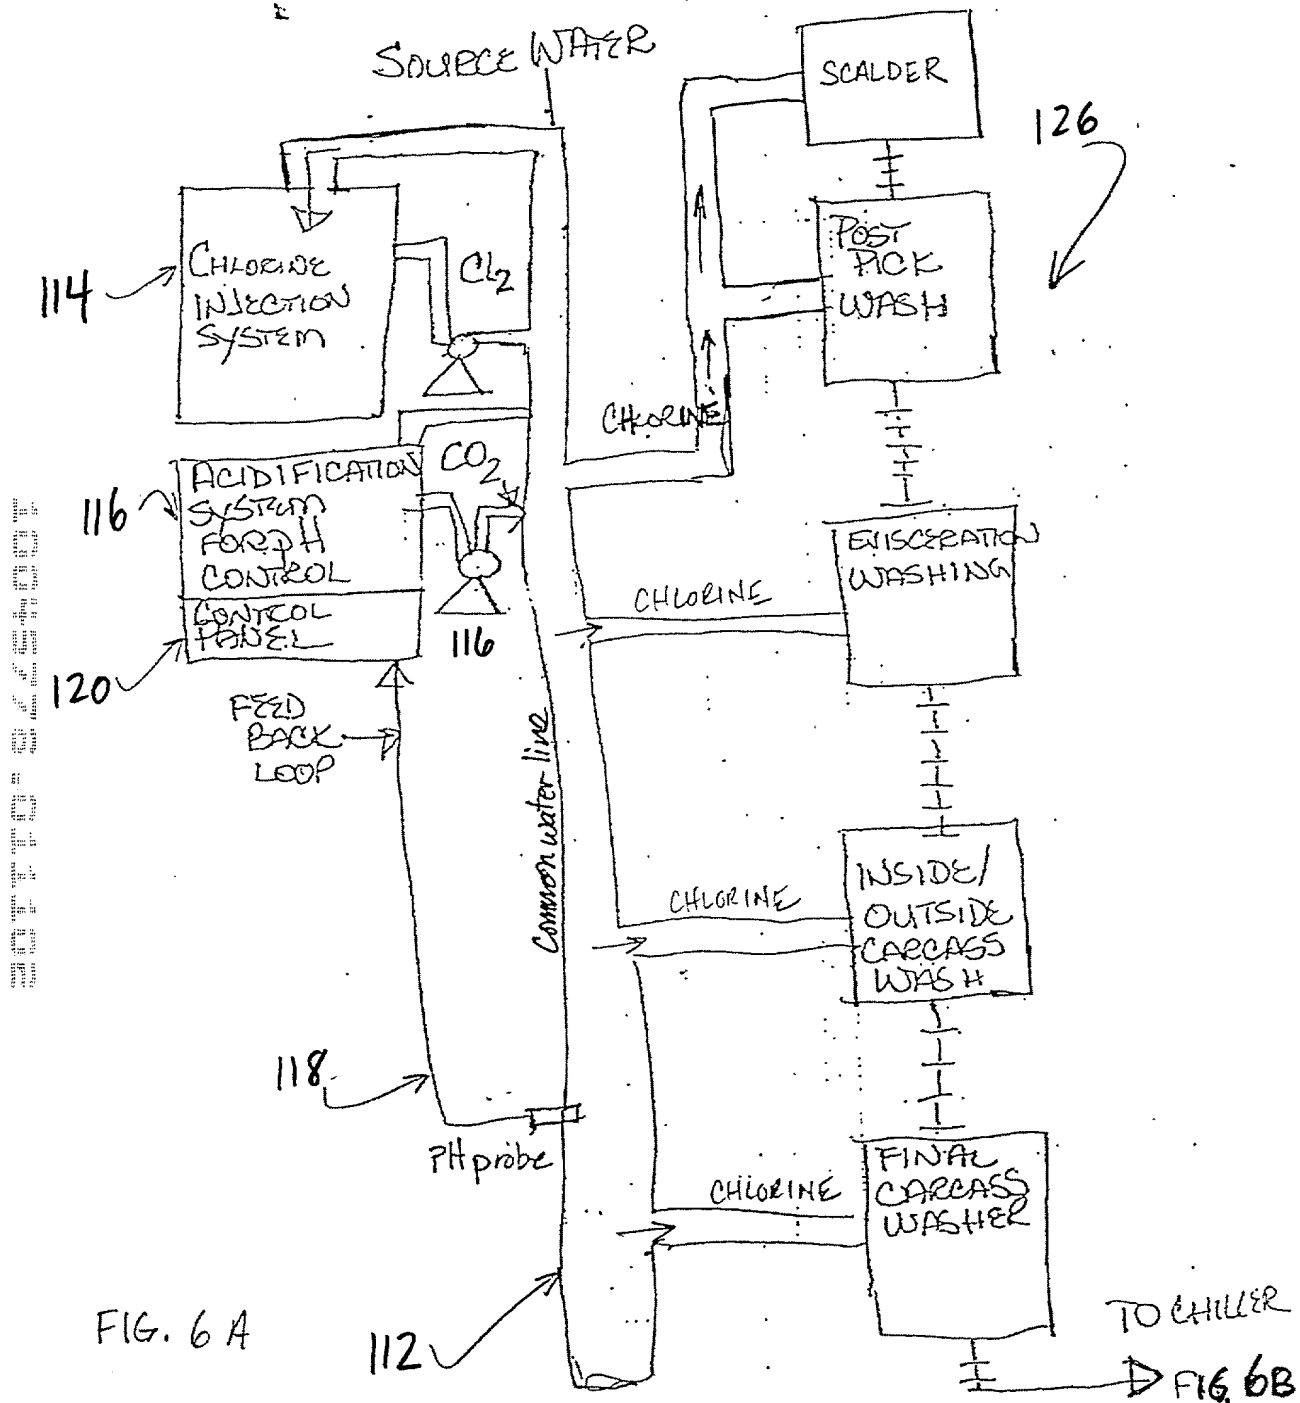 SOURCE WATER
SCALDER
126
POST
PICK
WASH
114
CHLORINE
INJECTION
SYSTEM
CL2
CHLORINE
116
ACIDIFICATION
SYSTEM
FOR pH
CONTROL
CO2
116
CONTROL
PANEL
120
EVISCERATION
WASHING
CHLORINE
FEED
BACK
LOOP
Common water line
CHLORINE
INSIDE/
OUTSIDE
CARCASS
WASH
118
PH probe
CHLORINE
FINAL
CARCASS
WASHER
112
FIG. 6 A
TO CHILLER
FIG. 6B